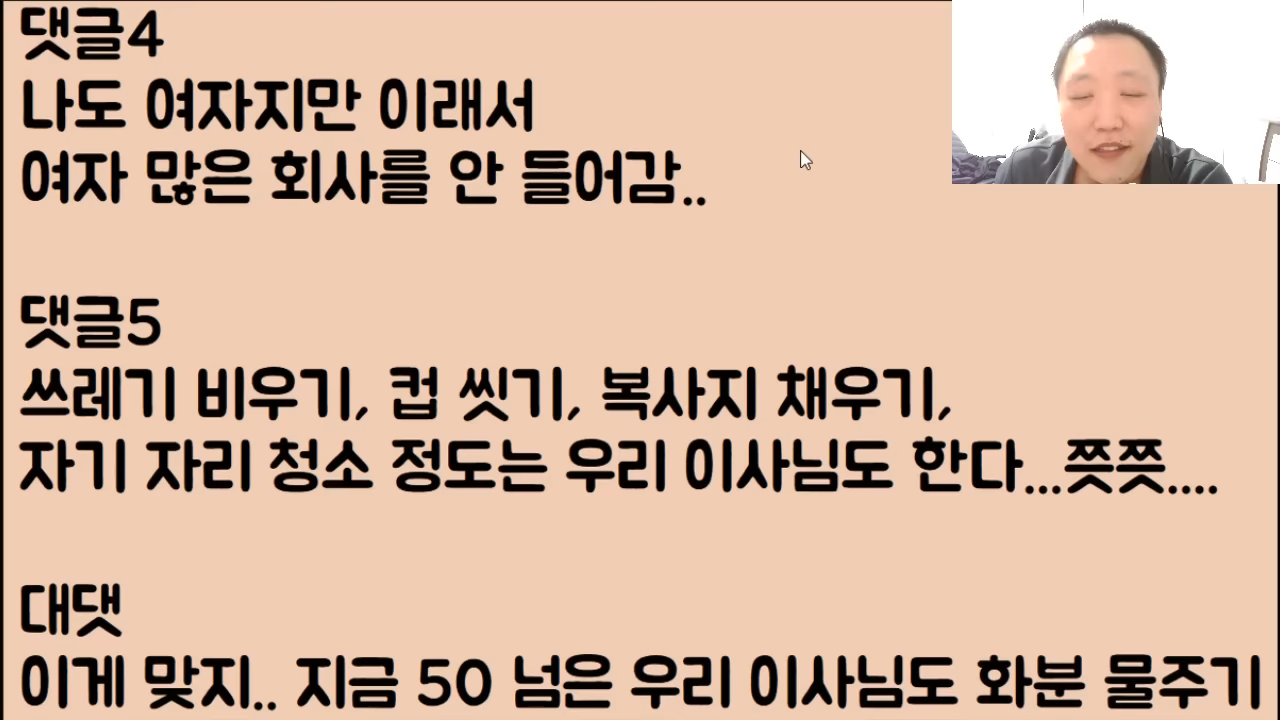 댓글4
나도 여자지만 이래서
여자 많은 회사를 안 들어감..
댓글5
쓰레기 비우기, 컵 씻기, 복사지 채우기,
자기 자리 청소 정도는 우리 이사님도 한다...쯧쯧....
대댓
이게 맞지.. 지금 50 넘은 우리 이사님도 화분 물주기